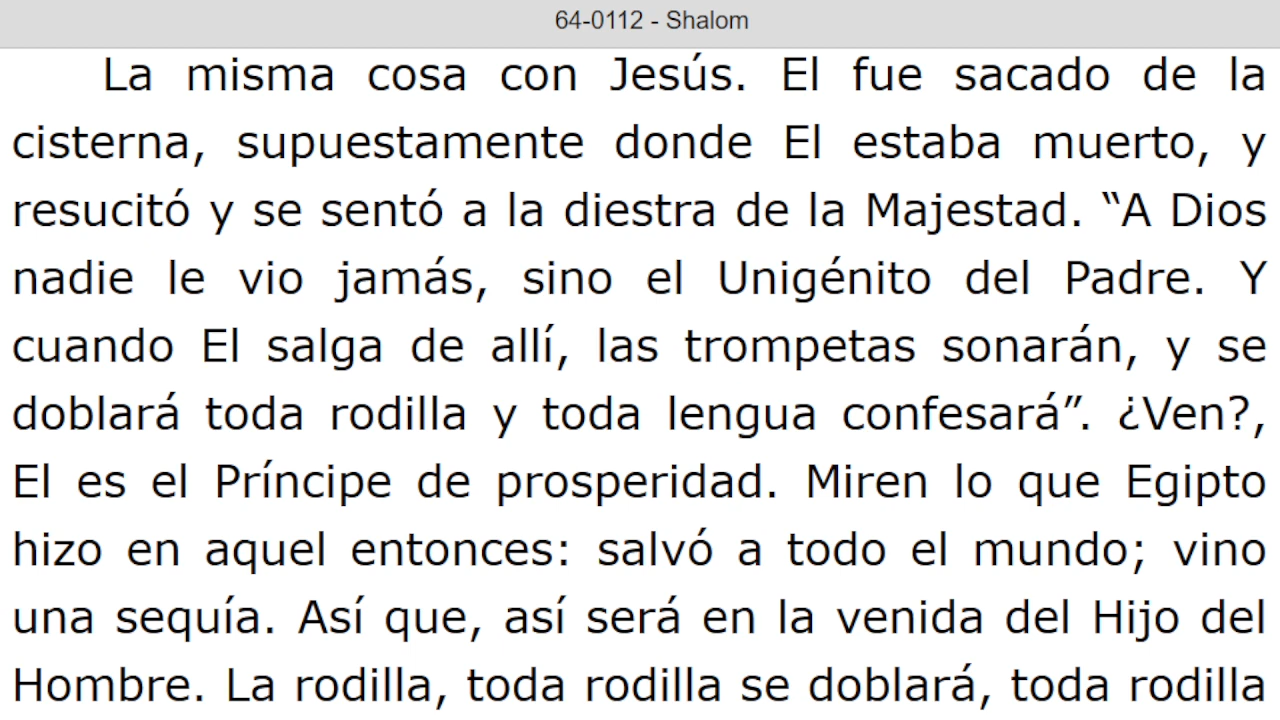 64-0112 - Shalom
La misma cosa con Jesús. El fue sacado de la
cisterna, supuestamente donde El estaba muerto, y
resucitó y se sentó a la diestra de la Majestad. “A Dios
nadie le vio jamás, sino el Unigénito del Padre. Y
cuando El salga de allí, las trompetas sonarán, y se
doblará toda rodilla y toda lengua confesará”. ¿Ven?,
El es el Príncipe de prosperidad. Miren lo que Egipto
hizo en aquel entonces: salvó a todo el mundo; vino
una sequía. Así que, así será en la venida del Hijo del
Hombre. La rodilla, toda rodilla se doblará, toda rodilla